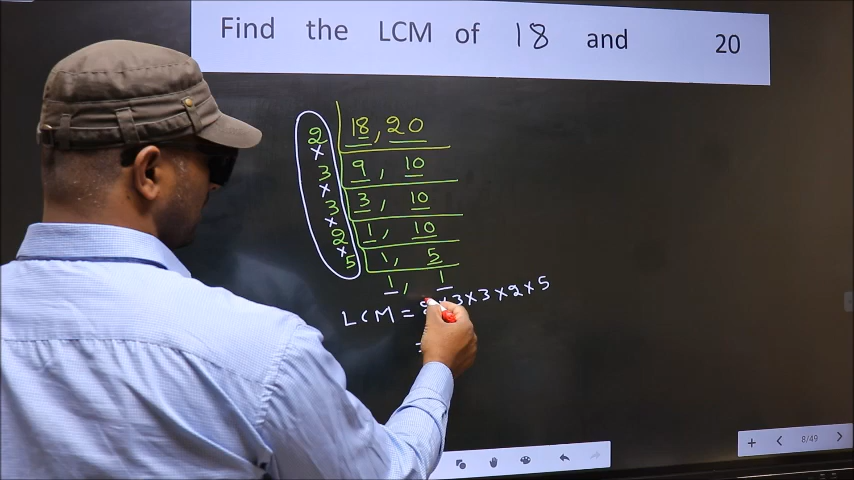 Find the LCM of 18 and 20
2 18, 20
×
3 9, 10
×
3 3, 10
×
2 1, 10
×
5 1, 5
1, 1
LCM = 2 × 3 × 3 × 2 × 5
=
8/49